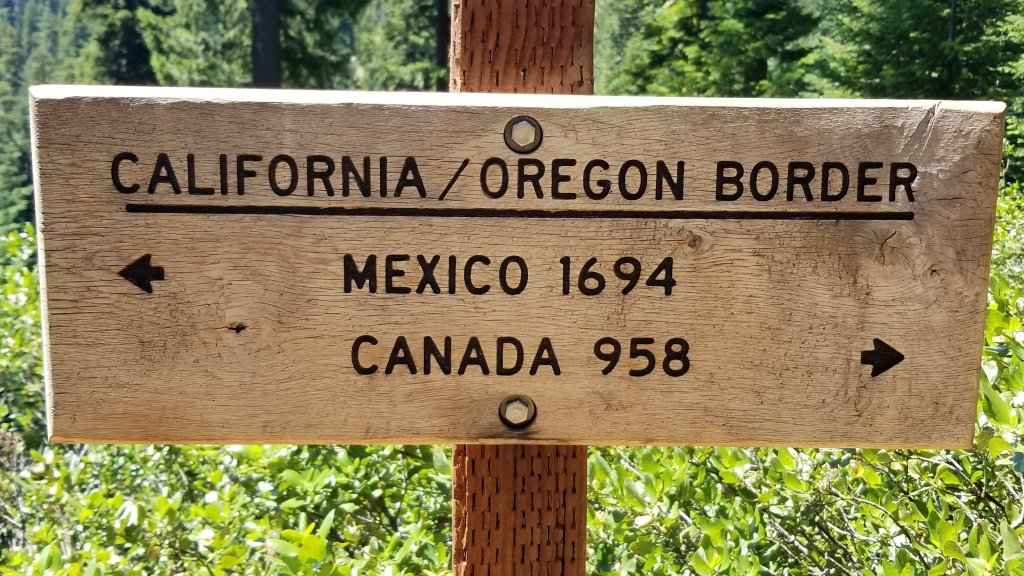 CALIFORNIA/OREGON BORDER
MEXICO 1694
CANADA 958